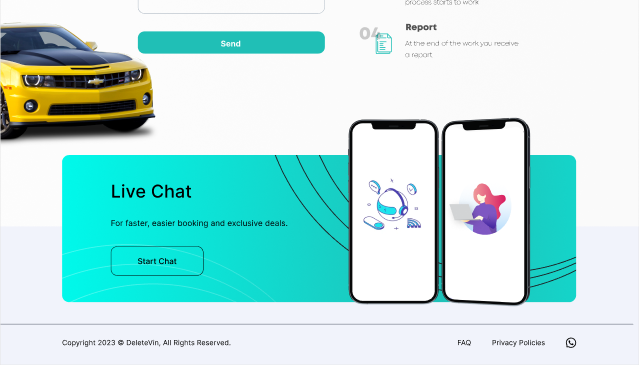 process starts to work
Send
04
Report
At the end of the work you receive
a report
Live Chat
For faster, easier booking and exclusive deals.
Start Chat
Copyright 2023 © DeleteVin, All Rights Reserved.
FAQ
Privacy Policies